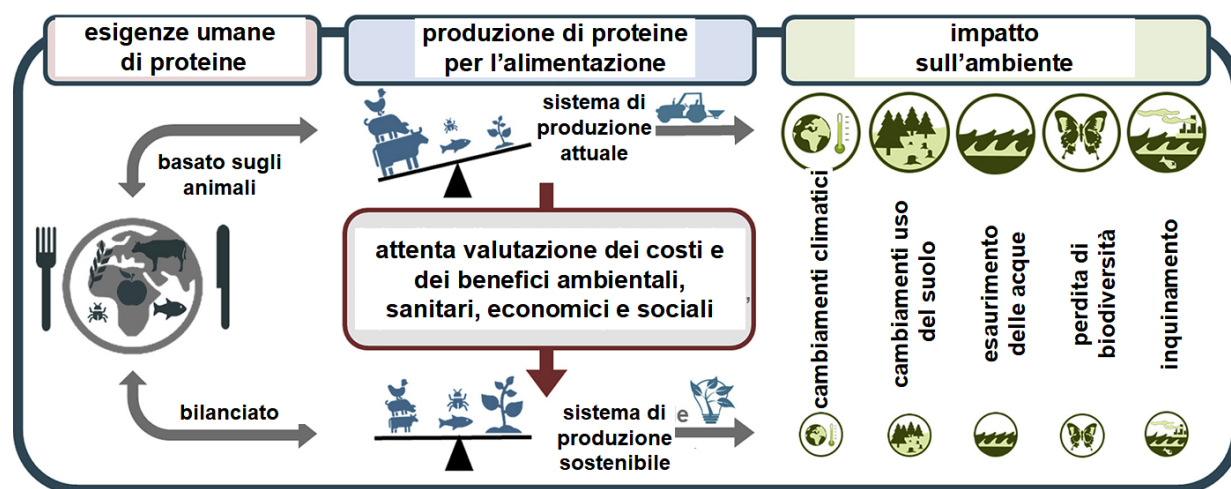 esigenze umane
di proteine
produzione di proteine
per l'alimentazione
impatto
sull'ambiente
basato sugli
animali
sistema di
produzione
attuale
attenta valutazione dei costi e
dei benefici ambientali,
sanitari, economici e sociali
,
bilanciato
sistema di
produzione
sostenibile
e
cambiamenti climatici
cambiamenti uso
del suolo
esaurimento
delle acque
perdita di
biodiversità
inquinamento